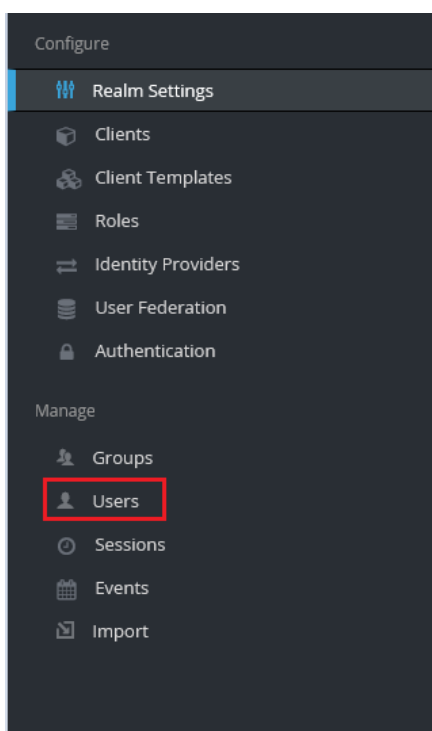 Configure
Realm Settings
Clients
Client Templates
Roles
Identity Providers
User Federation
Authentication
Manage
Groups
Users
Sessions
Events
Import